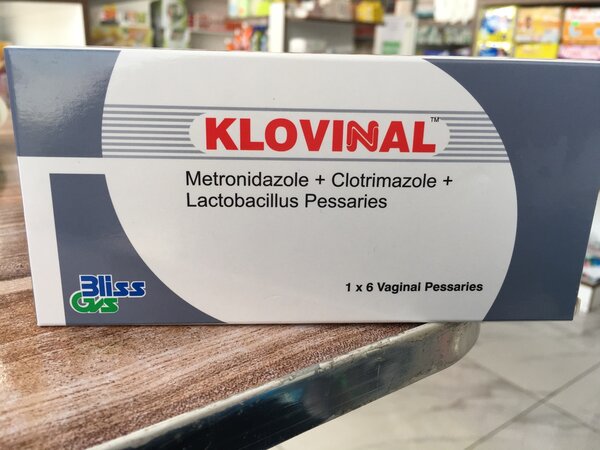 KLOVINAL™
Metronidazole + Clotrimazole +
Lactobacillus Pessaries
1 x 6 Vaginal Pessaries
Bliss
GVS